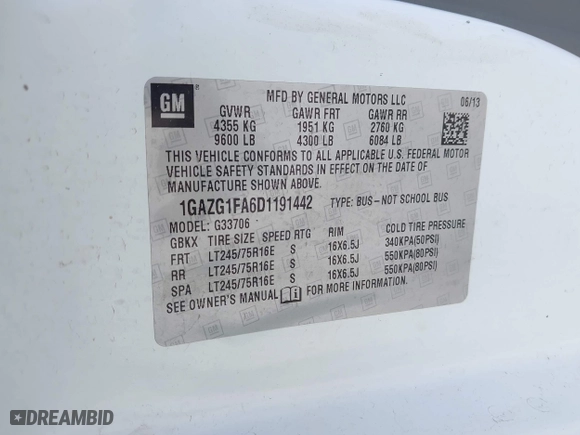 GM
®
MFD BY GENERAL MOTORS LLC 06/13
GVWR GAWR FRT GAWR RR
4355 KG 1951 KG 2760 KG
9600 LB 4300 LB 6084 LB
THIS VEHICLE CONFORMS TO ALL APPLICABLE U.S. FEDERAL MOTOR
VEHICLE SAFETY STANDARDS IN EFFECT ON THE DATE OF
MANUFACTURE SHOWN ABOVE.
1GAZG1FA6D1191442 TYPE: BUS–NOT SCHOOL BUS
MODEL: G33706
GBKX TIRE SIZE SPEED RTG RIM COLD TIRE PRESSURE
FRT LT245/75R16E S 16X6.5J 340KPA(50PSI)
RR LT245/75R16E S 16X6.5J 550KPA(80PSI)
SPA LT245/75R16E S 16X6.5J 550KPA(80PSI)
SEE OWNER'S MANUAL FOR MORE INFORMATION.
DREAMBID